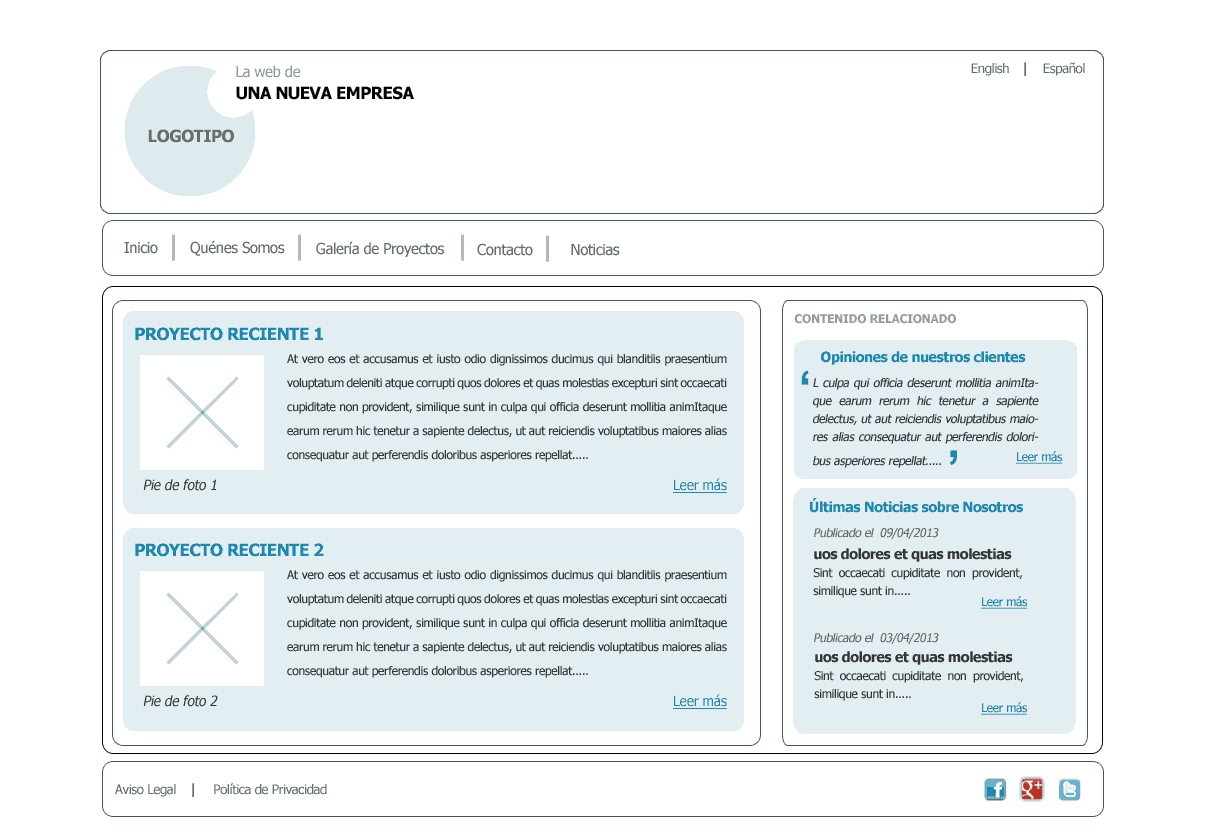 La web de
UNA NUEVA EMPRESA
English | Español
LOGOTIPO
Inicio | Quénes Somos | Galería de Proyectos | Contacto | Noticias
PROYECTO RECIENTE 1
At vero eos et accusamus et iusto odio dignissimos ducimus qui blanditiis praesentium
voluptatum deleniti atque corrupti quos dolores et quas molestias excepturi sint occaecati
cupiditate non provident, similique sunt in culpa qui officia deserunt mollitia animItaque
earum rerum hic tenetur a sapiente delectus, ut aut reiciendis voluptatibus maiores alias
consequatur aut perferendis doloribus asperiores repellat.....
Pie de foto 1
Leer más
PROYECTO RECIENTE 2
At vero eos et accusamus et iusto odio dignissimos ducimus qui blanditiis praesentium
voluptatum deleniti atque corrupti quos dolores et quas molestias excepturi sint occaecati
cupiditate non provident, similique sunt in culpa qui officia deserunt mollitia animItaque
earum rerum hic tenetur a sapiente delectus, ut aut reiciendis voluptatibus maiores alias
consequatur aut perferendis doloribus asperiores repellat.....
Pie de foto 2
Leer más
CONTENIDO RELACIONADO
Opiniones de nuestros clientes
‘ L culpa qui officia deserunt mollitia animIta-
que earum rerum hic tenetur a sapiente
delectus, ut aut reiciendis voluptatibus maio-
res alias consequatur aut perferendis dolori-
bus asperiores repellat..... ’
Leer más
Últimas Noticias sobre Nosotros
Publicado el 09/04/2013
uos dolores et quas molestias
Sint occaecati cupiditate non provident,
similique sunt in.....
Leer más
Publicado el 03/04/2013
uos dolores et quas molestias
Sint occaecati cupiditate non provident,
similique sunt in.....
Leer más
Aviso Legal | Política de Privacidad
f g+ t